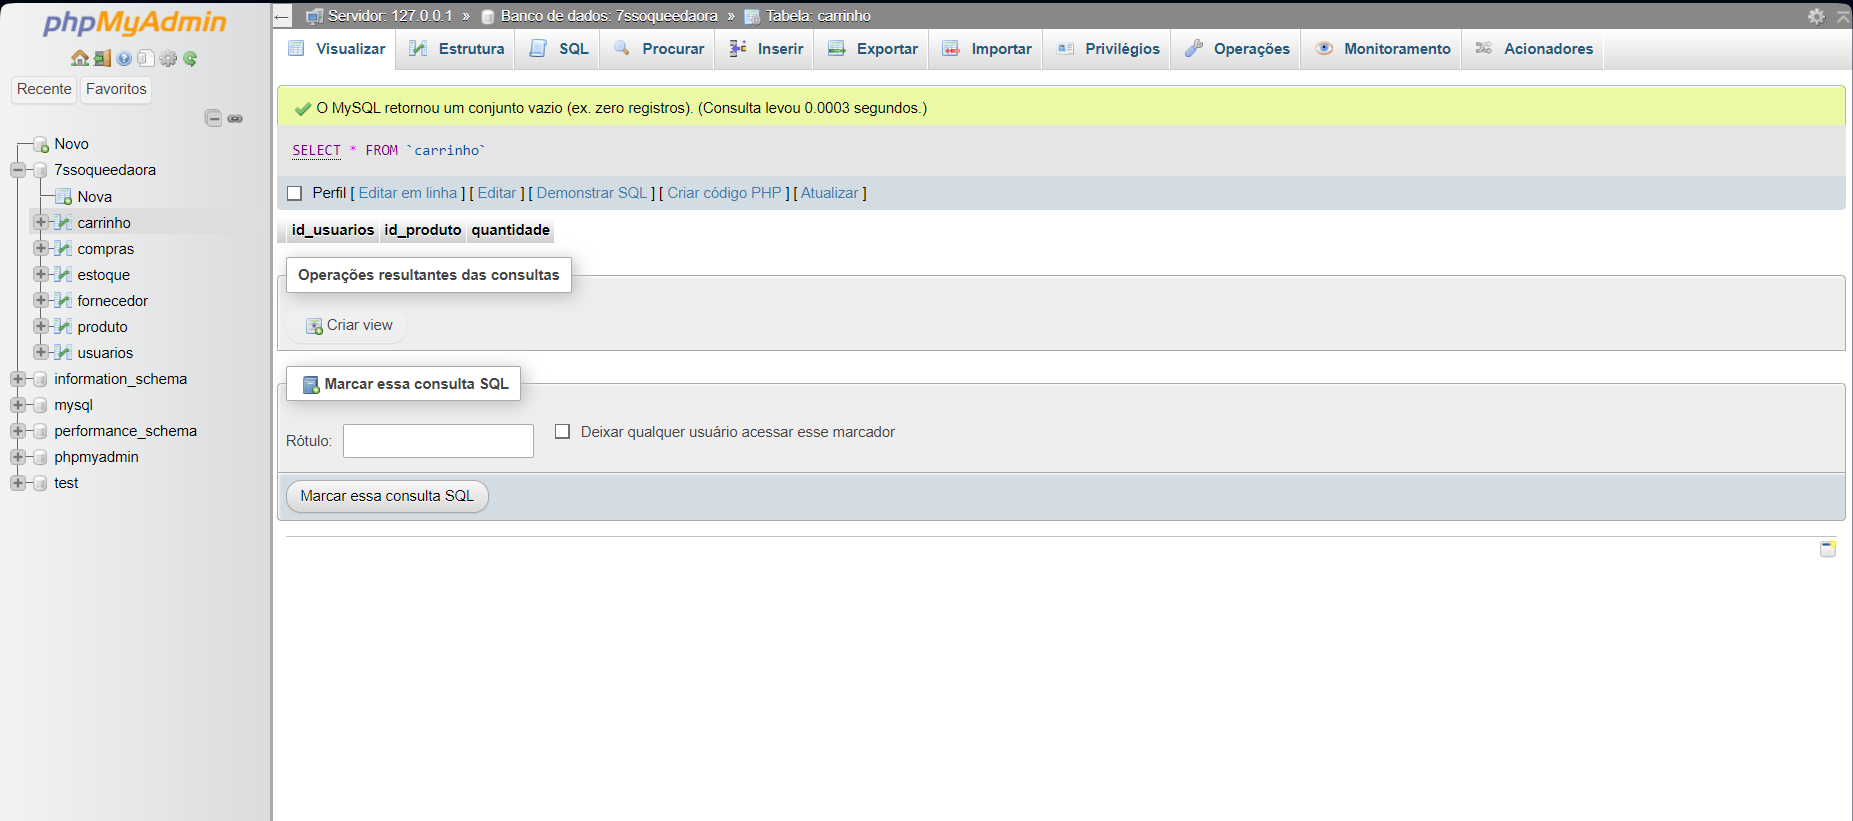 phpMyAdmin
Recente Favoritos
Novo
7ssoqueedaora
Nova
carrinho
compras
estoque
fornecedor
produto
usuarios
information_schema
mysql
performance_schema
phpmyadmin
test
Servidor: 127.0.0.1 » Banco de dados: 7ssoqueedaora » Tabela: carrinho
Visualizar Estrutura SQL Procurar Inserir Exportar Importar Privilégios Operações Monitoramento Acionadores
O MySQL retornou um conjunto vazio (ex. zero registros). (Consulta levou 0.0003 segundos.)
SELECT * FROM `carrinho`
Perfil [ Editar em linha ] [ Editar ] [ Demonstrar SQL ] [ Criar código PHP ] [ Atualizar ]
id_usuarios id_produto quantidade
Operações resultantes das consultas
Criar view
Marcar essa consulta SQL
Rótulo: Deixar qualquer usuário acessar esse marcador
Marcar essa consulta SQL